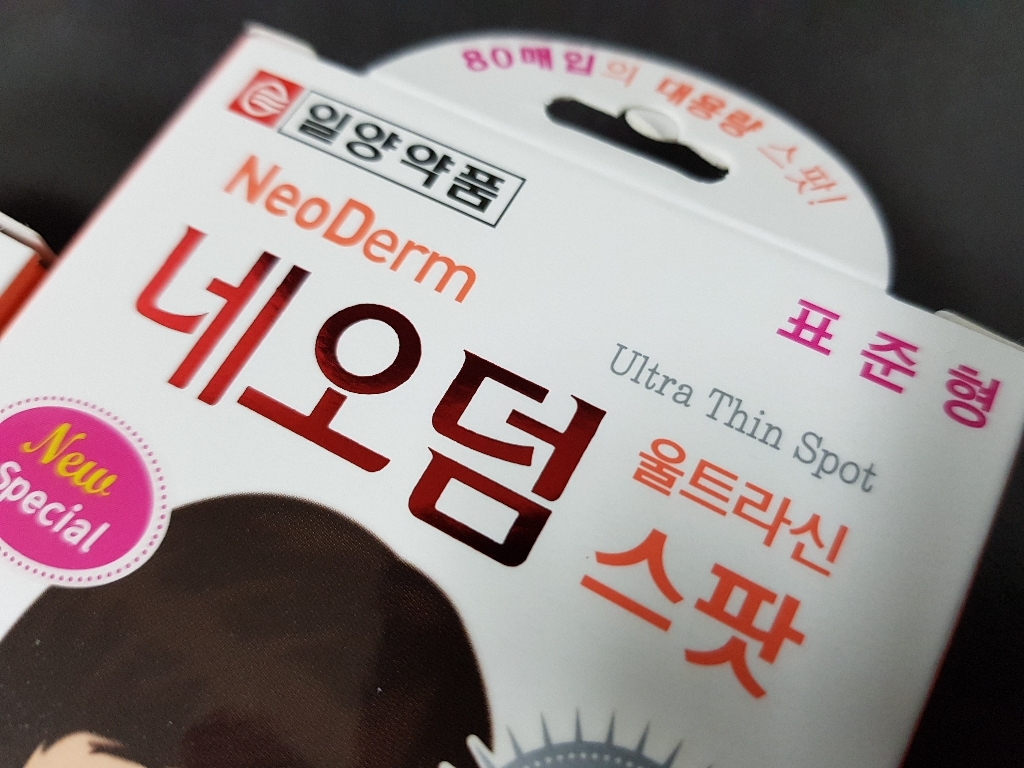 80매입의 대용량 스팟!
일양약품
NeoDerm
네오덤
표준형
Ultra Thin Spot
울트라신
스팟
New
Special